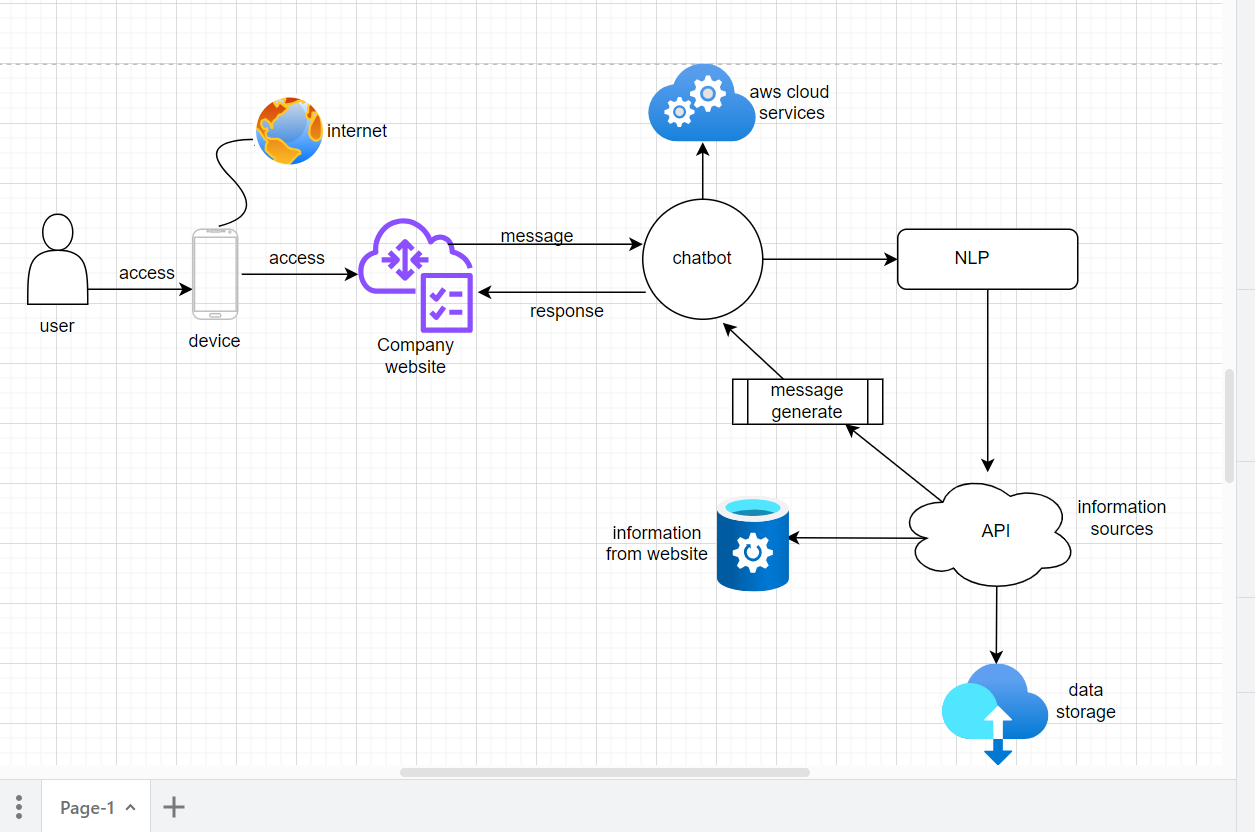 aws cloud
services
internet
message
access
access
chatbot
NLP
response
user
device
Company
website
message
generate
information
sources
API
information
from website
data
storage
Page-1